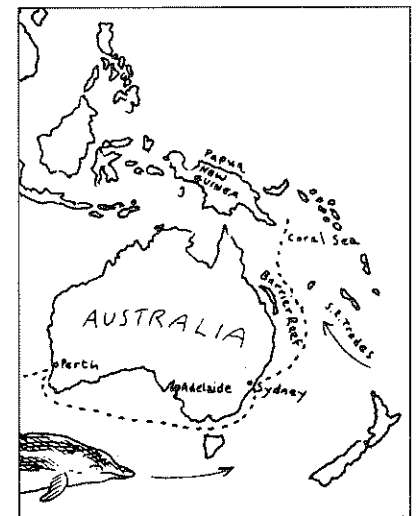 Papua
NEW
GUINEA
Coral Sea
Barrier Reef
S.E. Trades
AUSTRALIA
Perth
Adelaide
Sydney